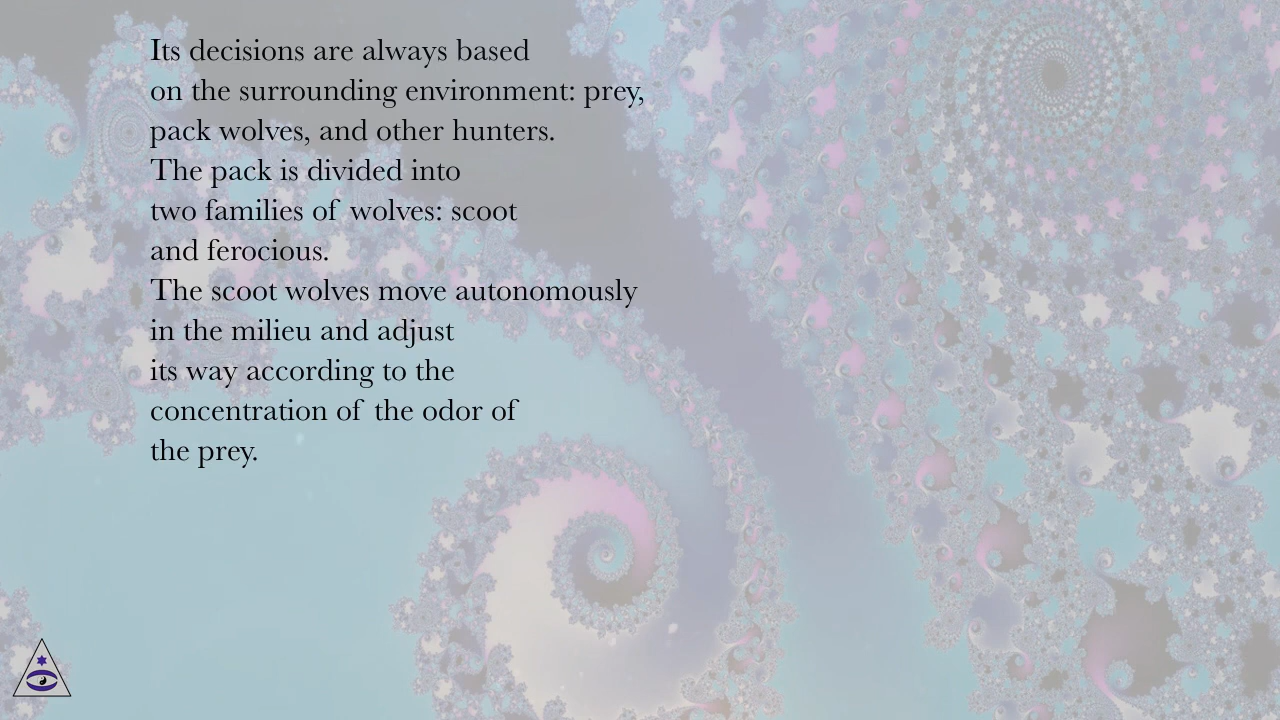 Its decisions are always based
on the surrounding environment: prey,
pack wolves, and other hunters.
The pack is divided into
two families of wolves: scoot
and ferocious.
The scoot wolves move autonomously
in the milieu and adjust
its way according to the
concentration of the odor of
the prey.